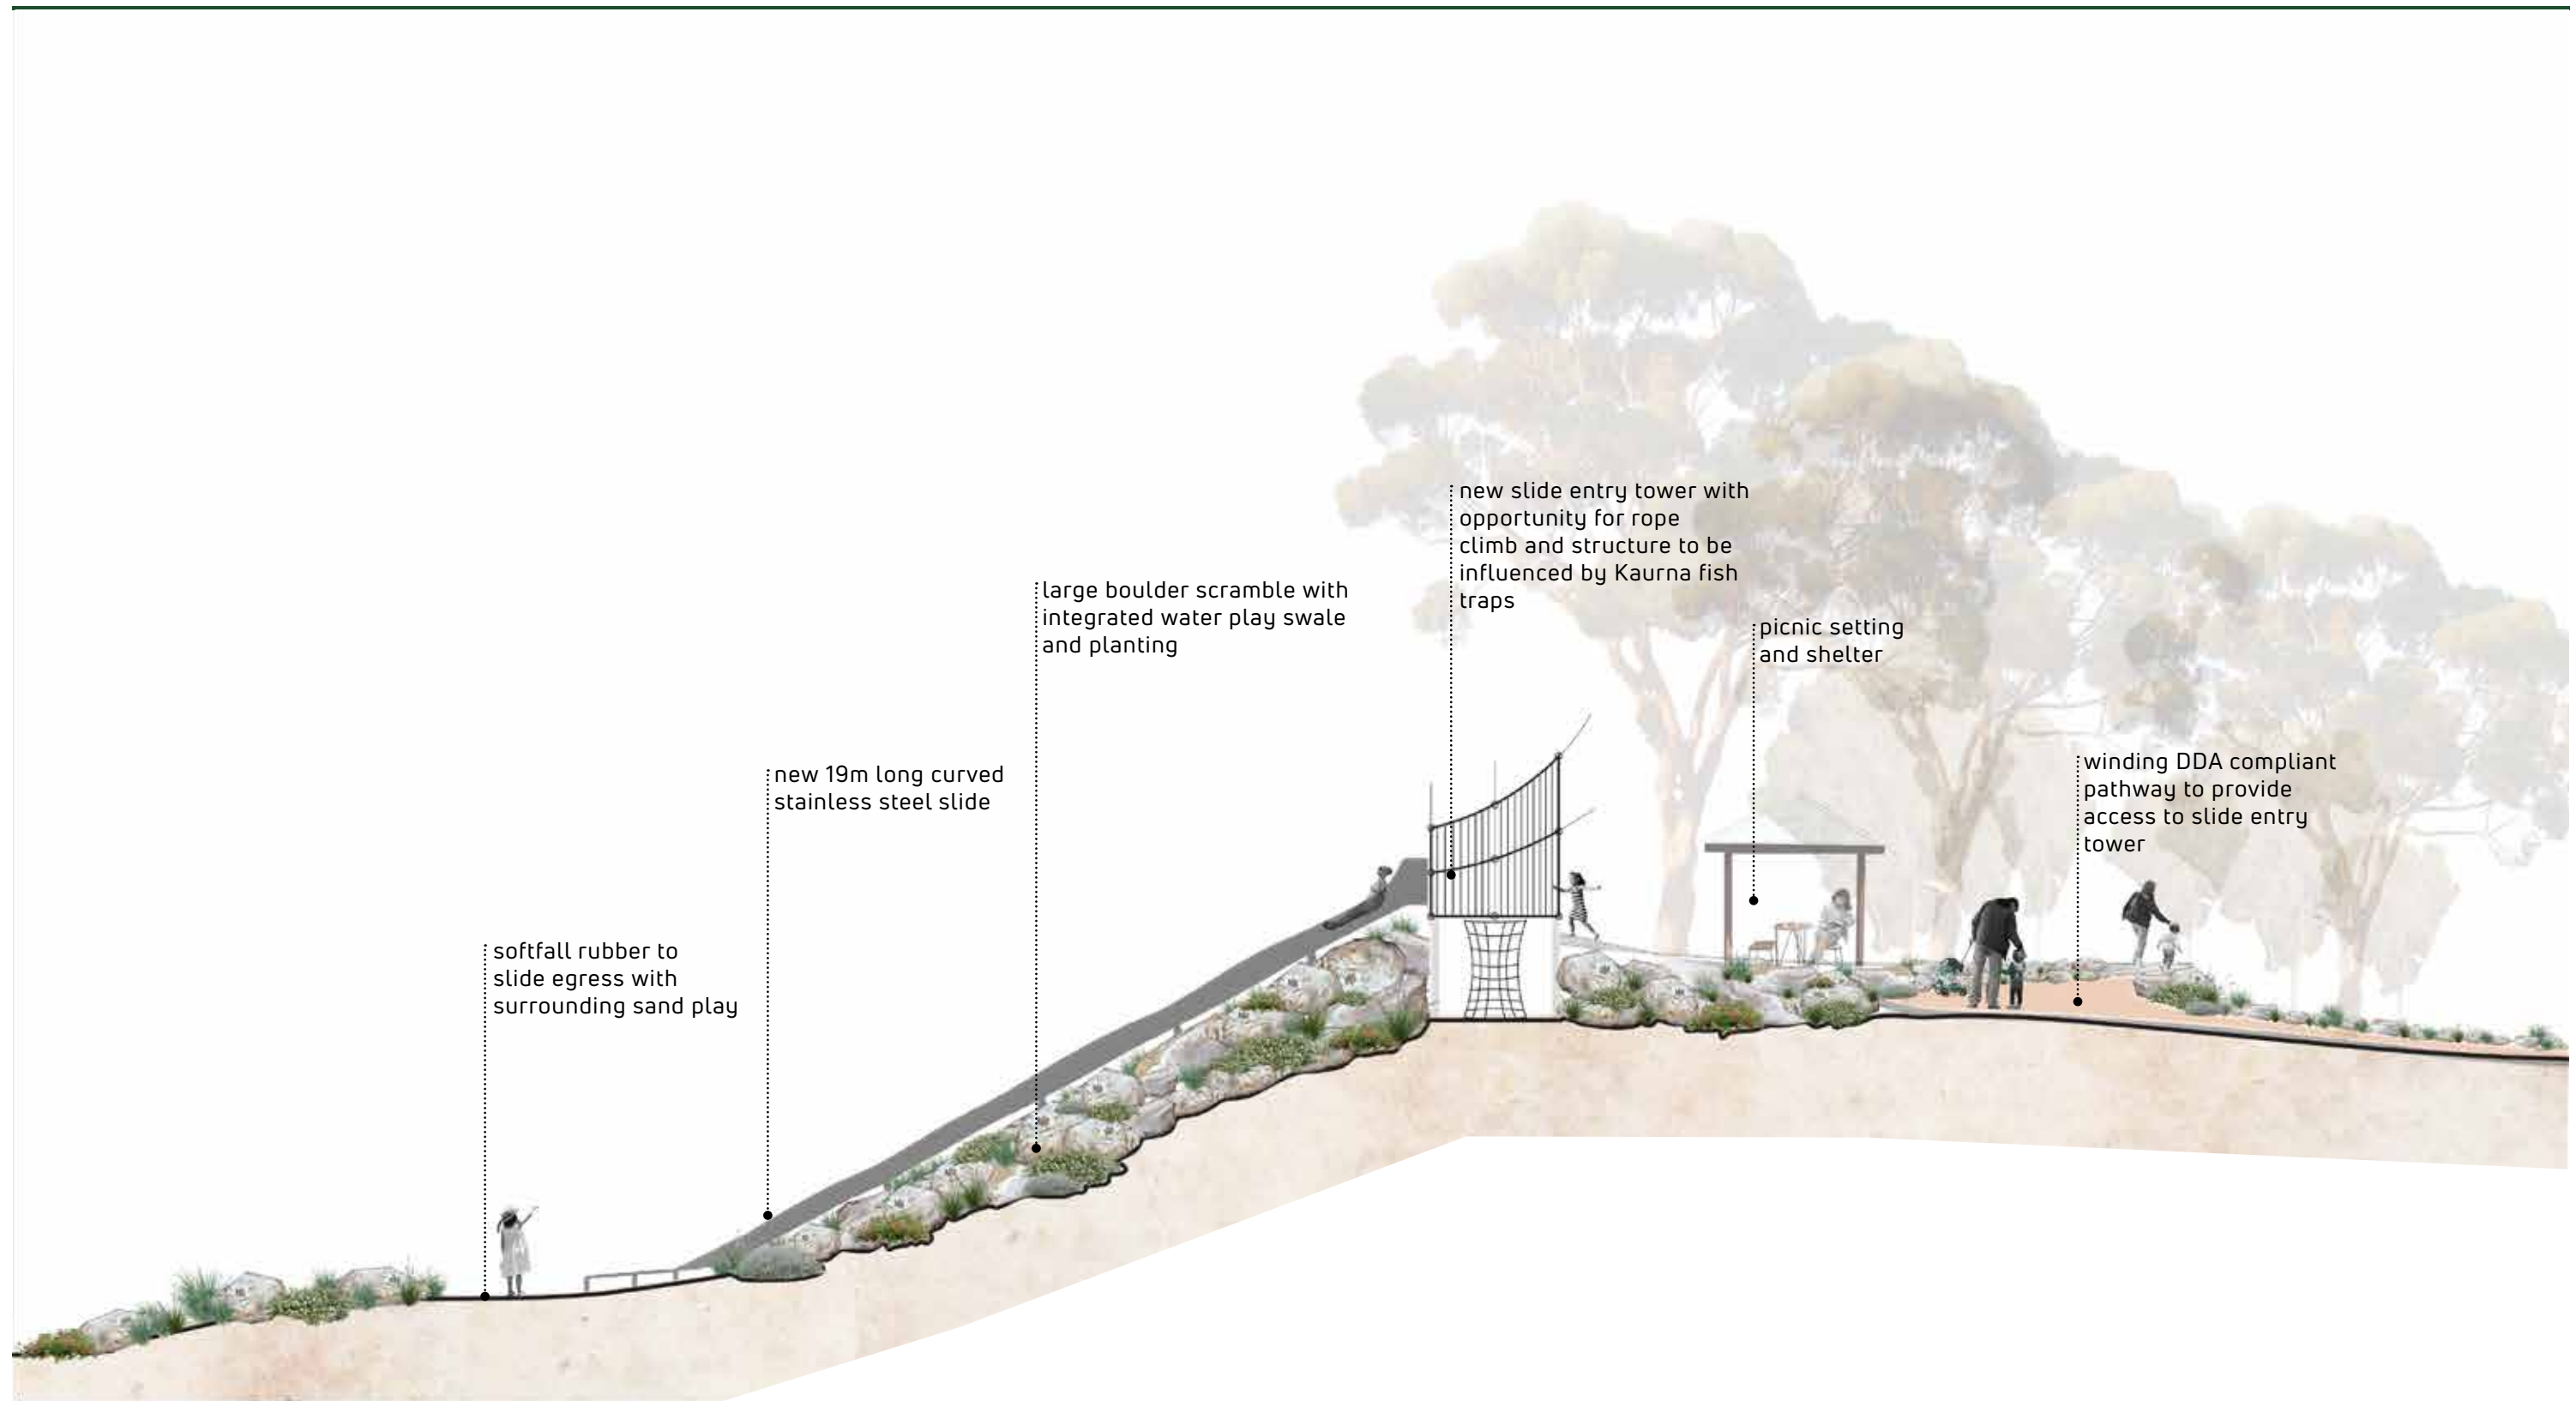 new slide entry tower with
opportunity for rope
climb and structure to be
influenced by Kaurna fish
traps
large boulder scramble with
integrated water play swale
and planting
picnic setting
and shelter
winding DDA compliant
pathway to provide
access to slide entry
tower
new 19m long curved
stainless steel slide
softfall rubber to
slide egress with
surrounding sand play